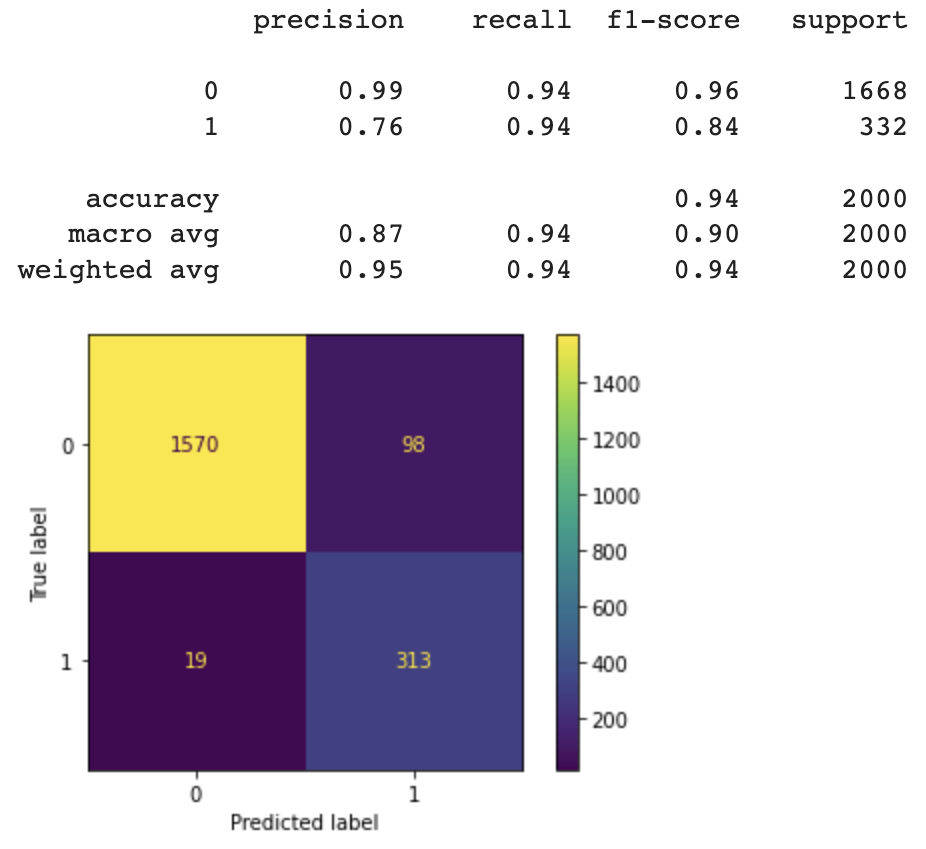 precision recall f1-score support
0 0.99 0.94 0.96 1668
1 0.76 0.94 0.84 332
accuracy 0.94 2000
macro avg 0.87 0.94 0.90 2000
weighted avg 0.95 0.94 0.94 2000
1400
1200
1000
800
600
400
200
True label
0
1570 98
1
19 313
0 1
Predicted label